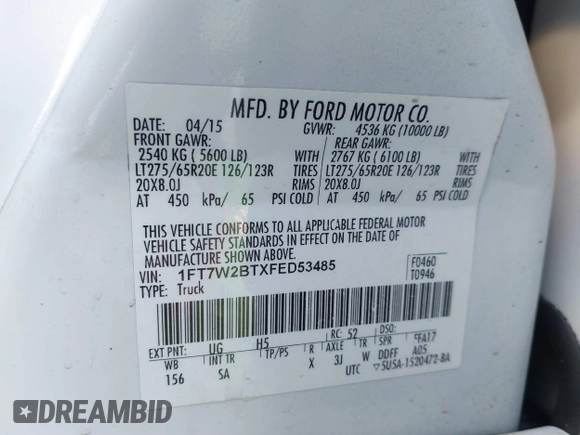 MFD. BY FORD MOTOR CO.
DATE: 04/15 GVWR: 4536 KG (10000 LB)
FRONT GAWR: REAR GAWR:
2540 KG ( 5600 LB) WITH 2767 KG ( 6100 LB) WITH
LT275/65R20E 126/123R TIRES LT275/65R20E 126/123R TIRES
20X8.0J RIMS 20X8.0J RIMS
AT 450 kPa/ 65 PSI COLD AT 450 kPa/ 65 PSI COLD
THIS VEHICLE CONFORMS TO ALL APPLICABLE FEDERAL MOTOR
VEHICLE SAFETY STANDARDS IN EFFECT ON THE DATE OF
MANUFACTURE SHOWN ABOVE.
VIN: 1FT7W2BTXFED53485 F0460
TYPE: Truck T0946
EXT PNT: UG H5 RC: 52 DSO:
WB INT TR TP/PS R AXLE TR SPR FFA17
156 SA X 3J W DDFF A05
UTC ▽5U5A-1520472-BA
DREAMBID